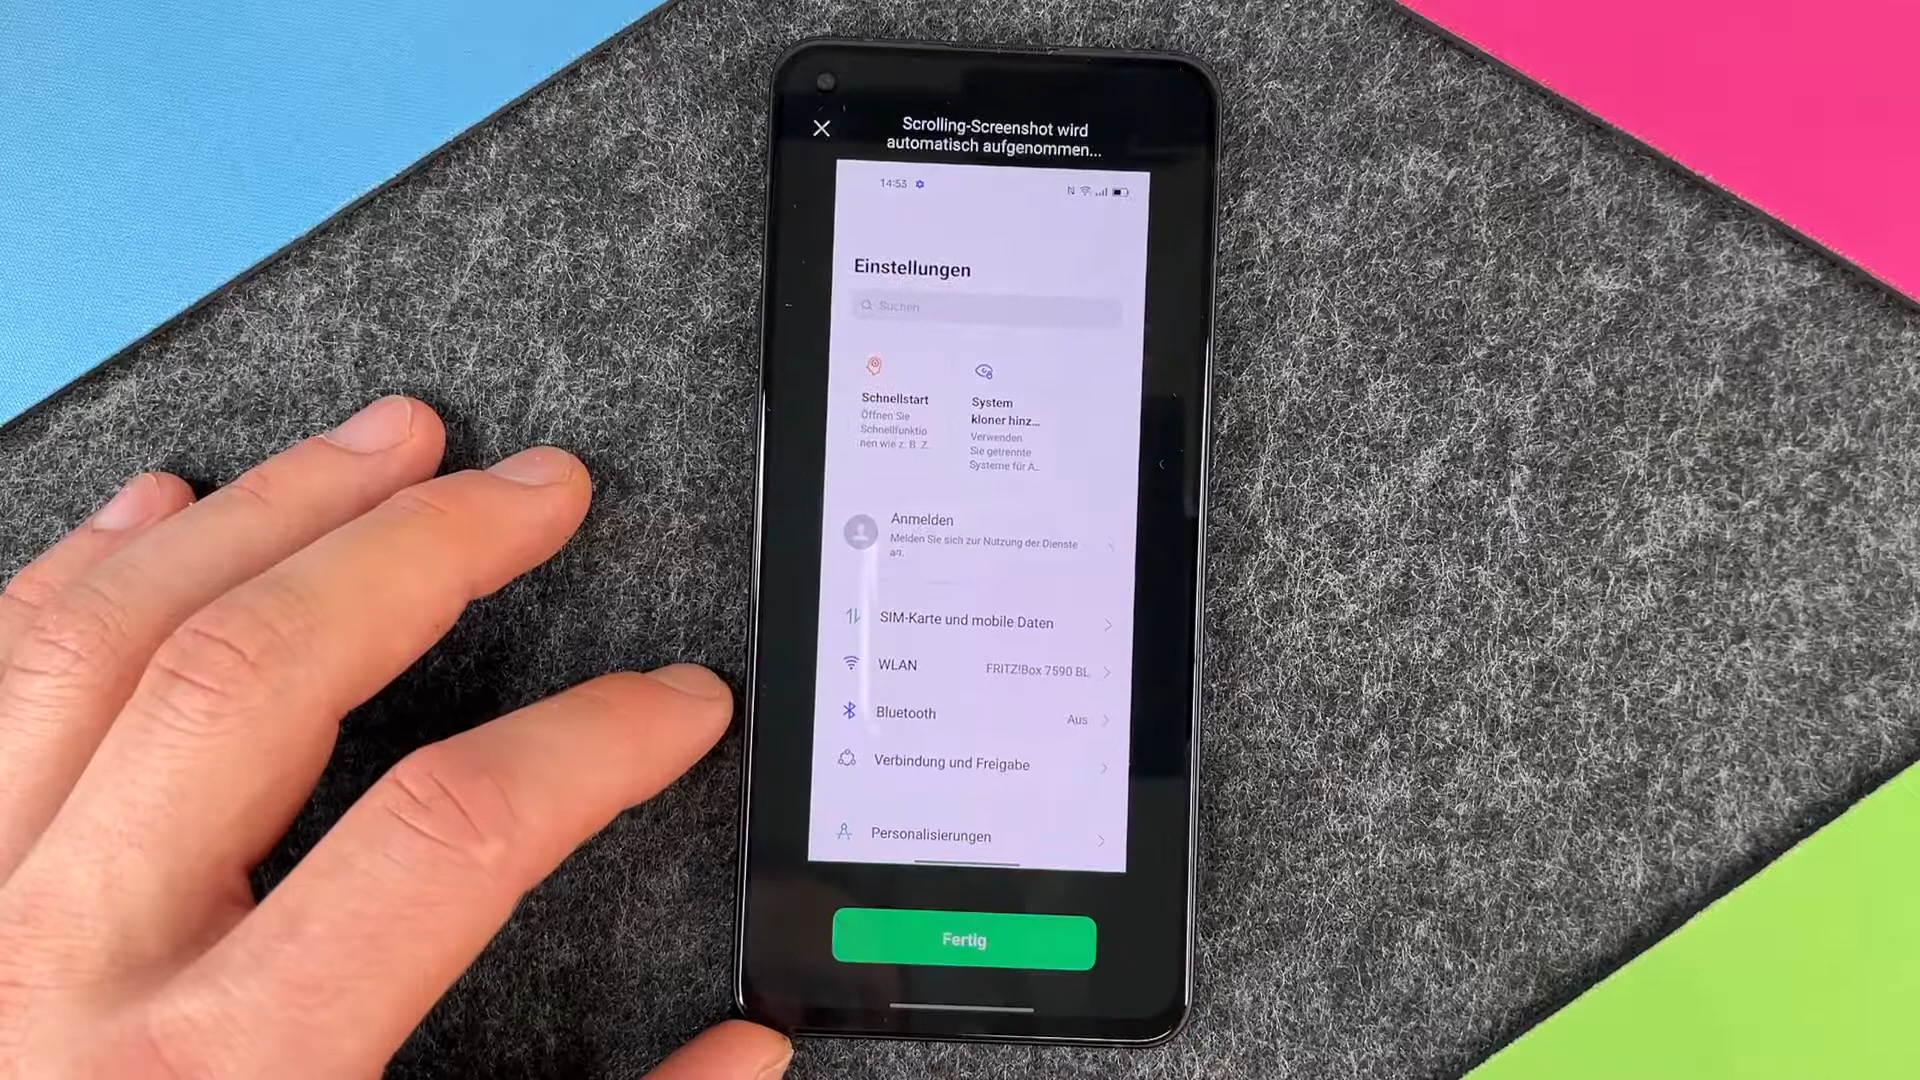 Scrolling-Screenshot wird
automatisch aufgenommen...
14:53
Einstellungen
Suchen
Schnellstart
Öffnen Sie
Schnellfunktio
nen wie z. B. Z..
System
kloner hinz...
Verwenden
Sie getrennte
Systeme für A..
Anmelden
Melden Sie sich zur Nutzung der Dienste
an.
SIM-Karte und mobile Daten
WLAN FRITZ!Box 7590 BL
Bluetooth Aus
Verbindung und Freigabe
Personalisierungen
Fertig